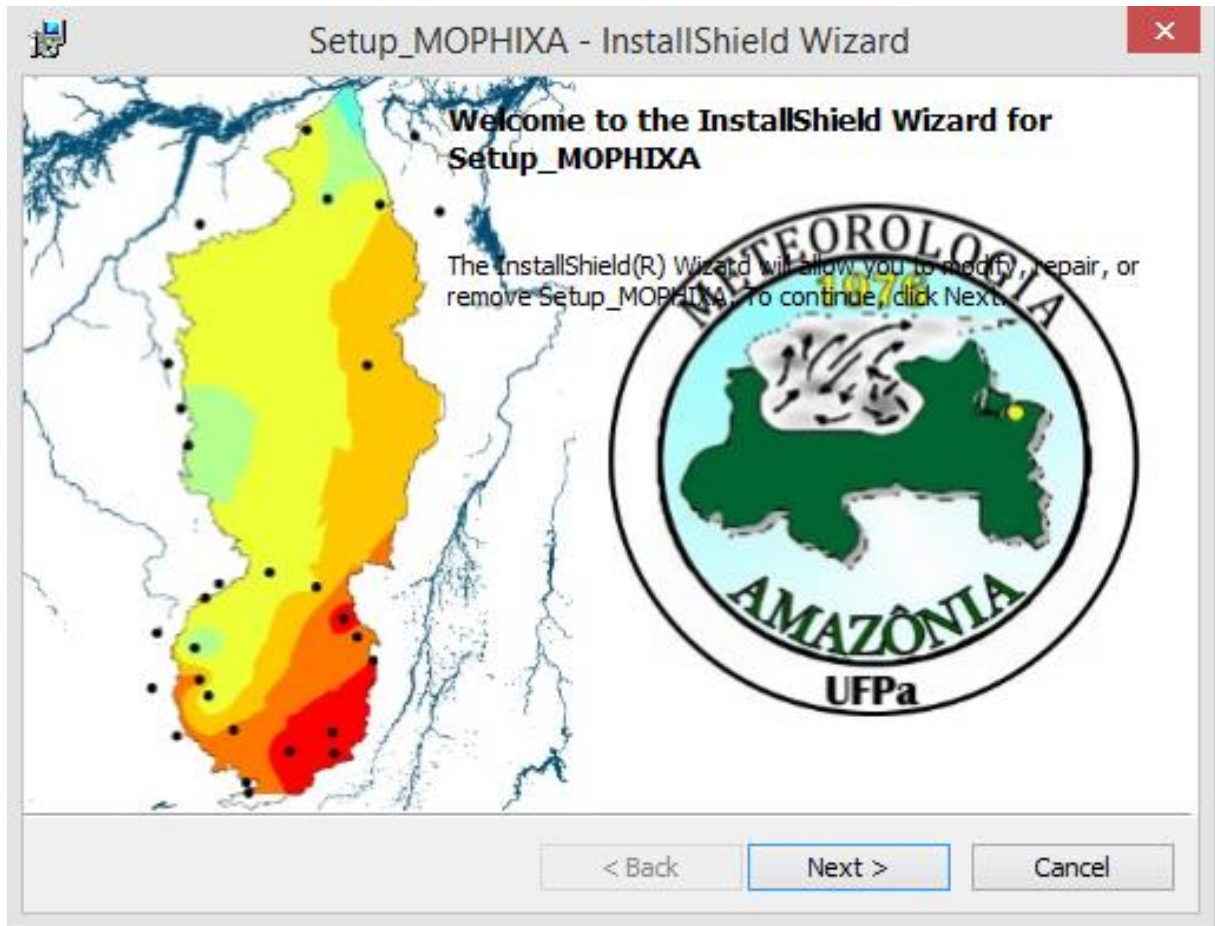 Setup_MOPHIXA - InstallShield Wizard
Welcome to the InstallShield Wizard for
Setup_MOPHIXA
The InstallShield(R) Wizard will allow you to modify, repair, or
remove Setup_MOPHIXA. To continue, click Next.
METEOROLOGIA
1976
AMAZÔNIA
UFPa
< Back
Next >
Cancel